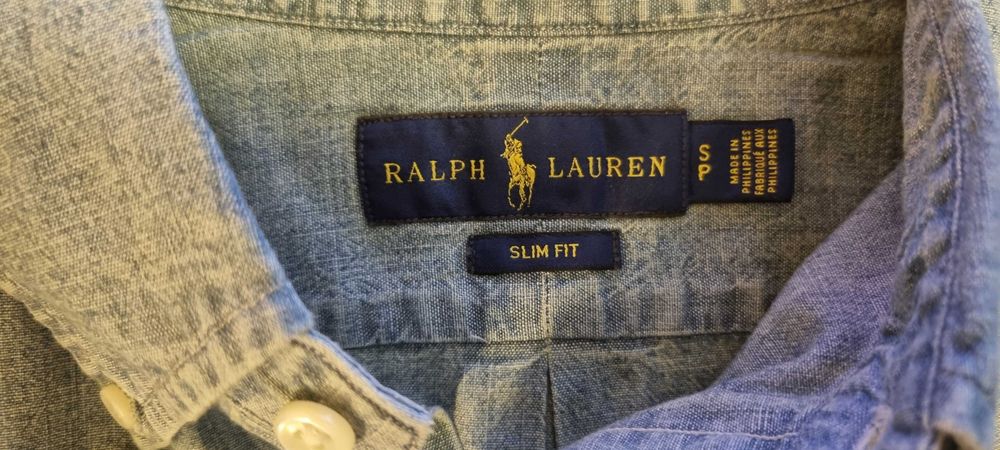 RALPH LAUREN
S
P
MADE IN
PHILIPPINES
FABRIQUÉ AUX
PHILIPPINES
SLIM FIT